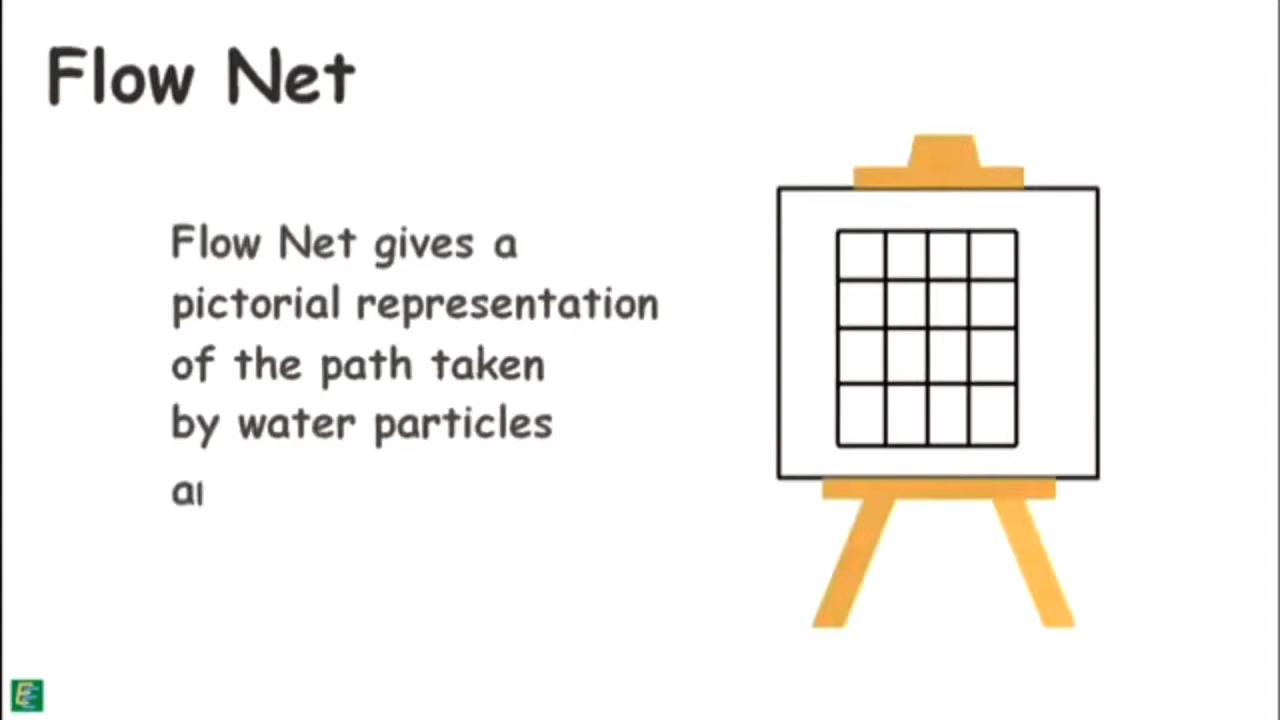 Flow Net
Flow Net gives a
pictorial representation
of the path taken
by water particles